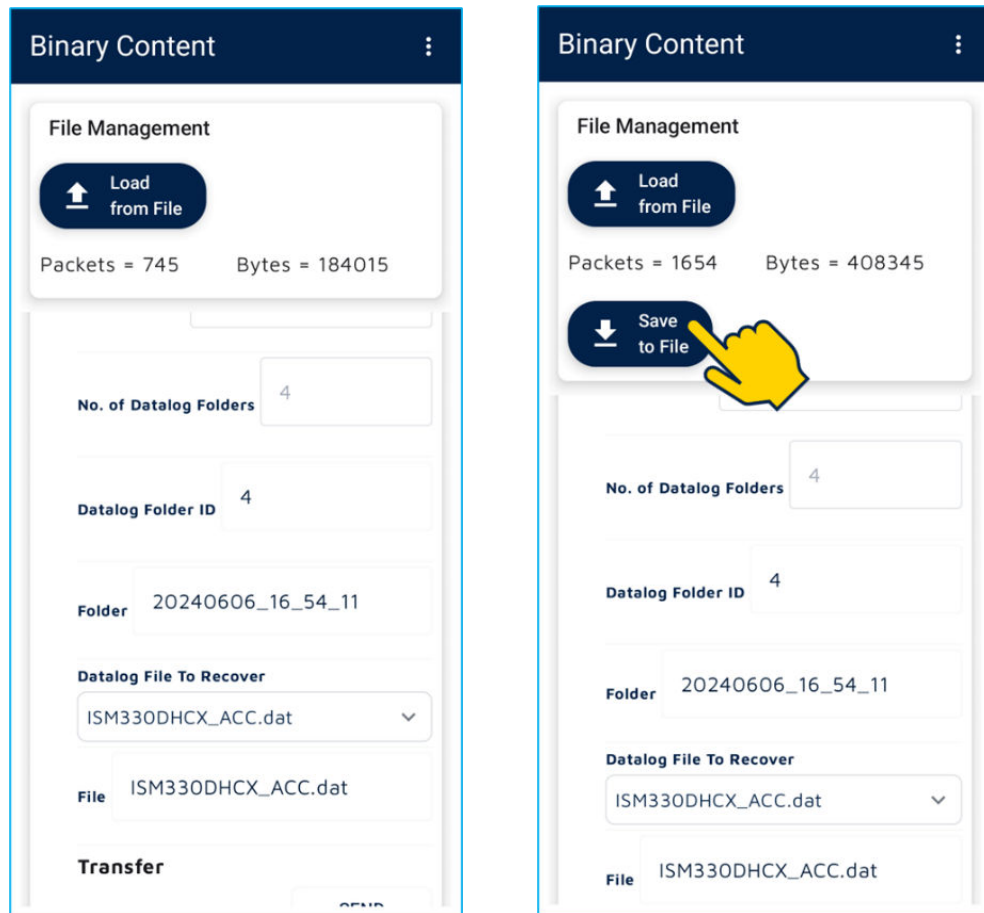 Binary Content
File Management
Load
from File
Packets = 745 Bytes = 184015
No. of Datalog Folders 4
Datalog Folder ID 4
Folder 20240606_16_54_11
Datalog File To Recover
ISM330DHCX_ACC.dat
File ISM330DHCX_ACC.dat
Transfer
SEND
Binary Content
File Management
Load
from File
Packets = 1654 Bytes = 408345
Save
to File
No. of Datalog Folders 4
Datalog Folder ID 4
Folder 20240606_16_54_11
Datalog File To Recover
ISM330DHCX_ACC.dat
File ISM330DHCX_ACC.dat